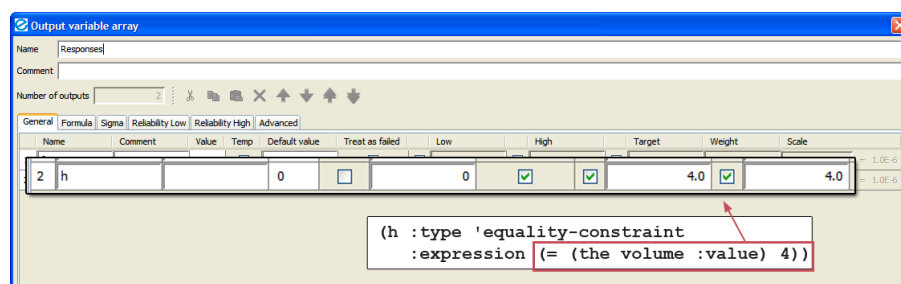 Output variable array
Name Responses
Comment
Number of outputs 2
General Formula Sigma Reliability Low Reliability High Advanced
Name Comment Value Temp Default value Treat as failed Low High Target Weight Scale
= 1.0E-6
2 h 0 0 4.0 4.0
= 1.0E-6
(h :type 'equality-constraint
:expression (= (the volume :value) 4))